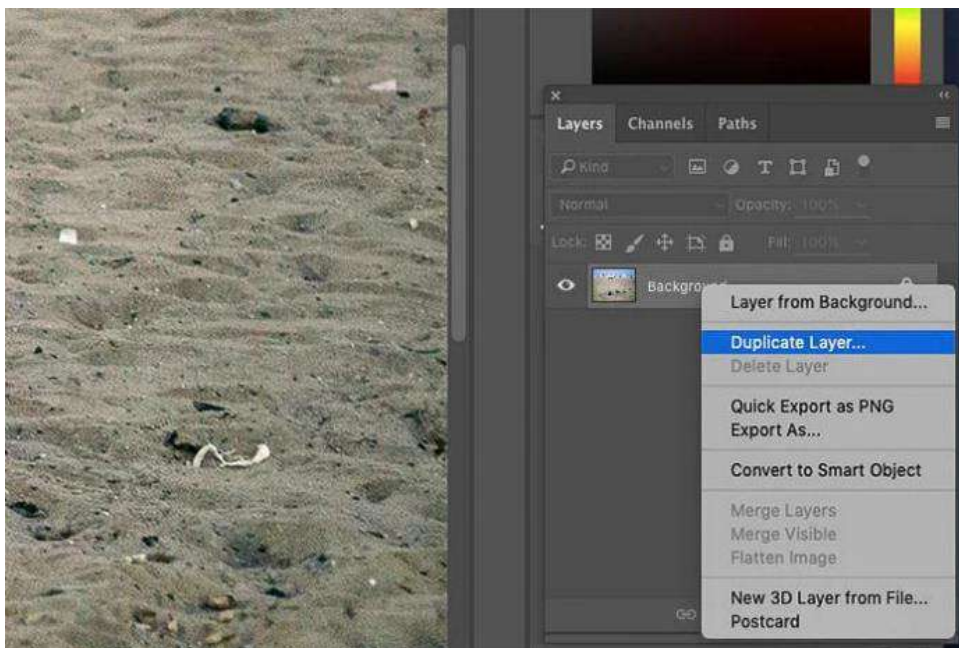 Layers Channels Paths
Kind
Normal Opacity: 100%
Lock: Fill: 100%
Background
Layer from Background...
Duplicate Layer...
Delete Layer
Quick Export as PNG
Export As...
Convert to Smart Object
Merge Layers
Merge Visible
Flatten Image
New 3D Layer from File...
Postcard